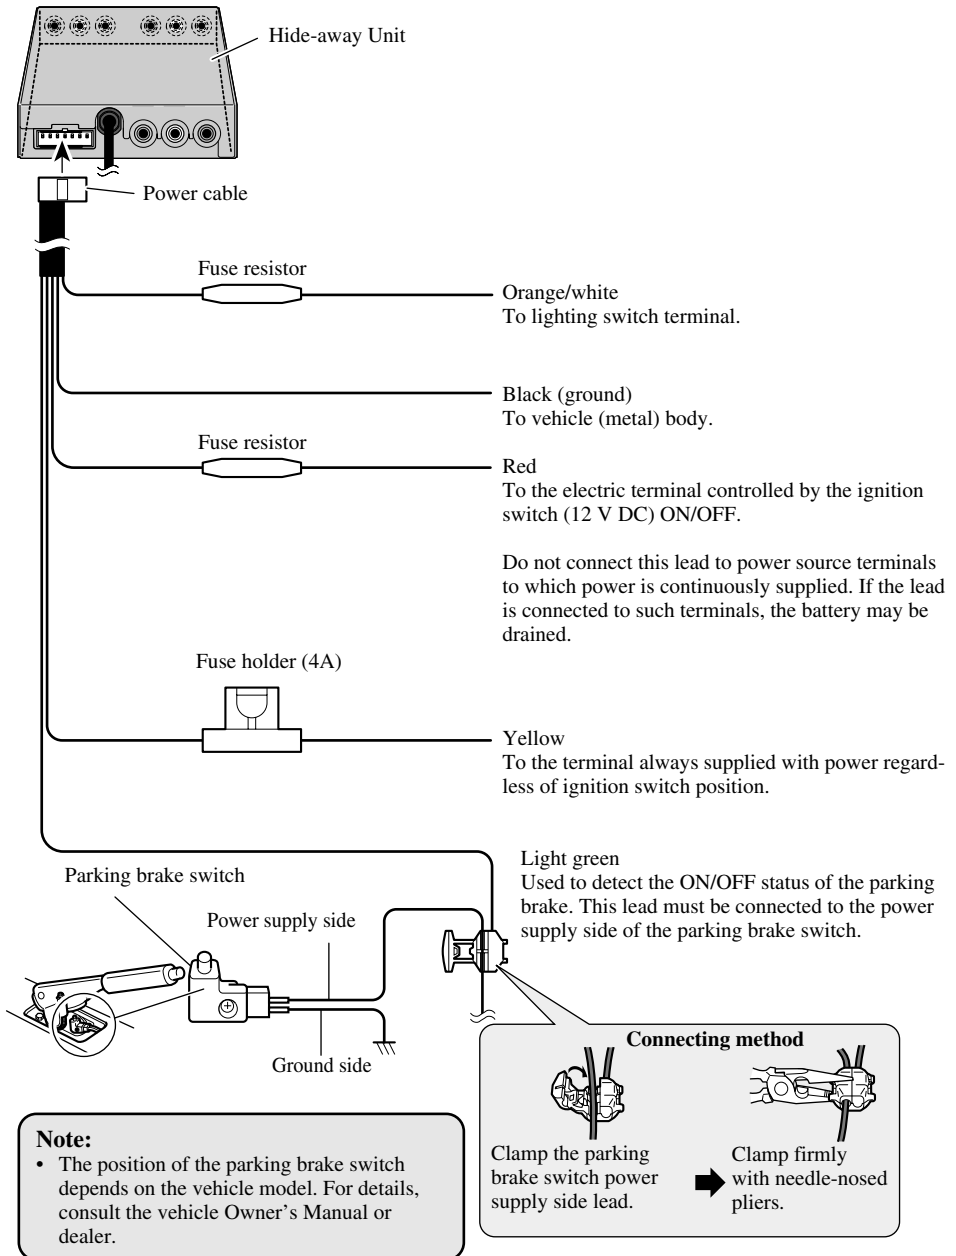 Hide-away Unit
Power cable
Fuse resistor
Orange/white
To lighting switch terminal.
Black (ground)
To vehicle (metal) body.
Fuse resistor
Red
To the electric terminal controlled by the ignition
switch (12 V DC) ON/OFF.
Do not connect this lead to power source terminals
to which power is continuously supplied. If the lead
is connected to such terminals, the battery may be
drained.
Fuse holder (4A)
Yellow
To the terminal always supplied with power regard-
less of ignition switch position.
Light green
Used to detect the ON/OFF status of the parking
brake. This lead must be connected to the power
supply side of the parking brake switch.
Parking brake switch
Power supply side
Ground side
Connecting method
Clamp the parking
brake switch power
supply side lead.
Clamp firmly
with needle-nosed
pliers.
Note:
• The position of the parking brake switch
depends on the vehicle model. For details,
consult the vehicle Owner's Manual or
dealer.